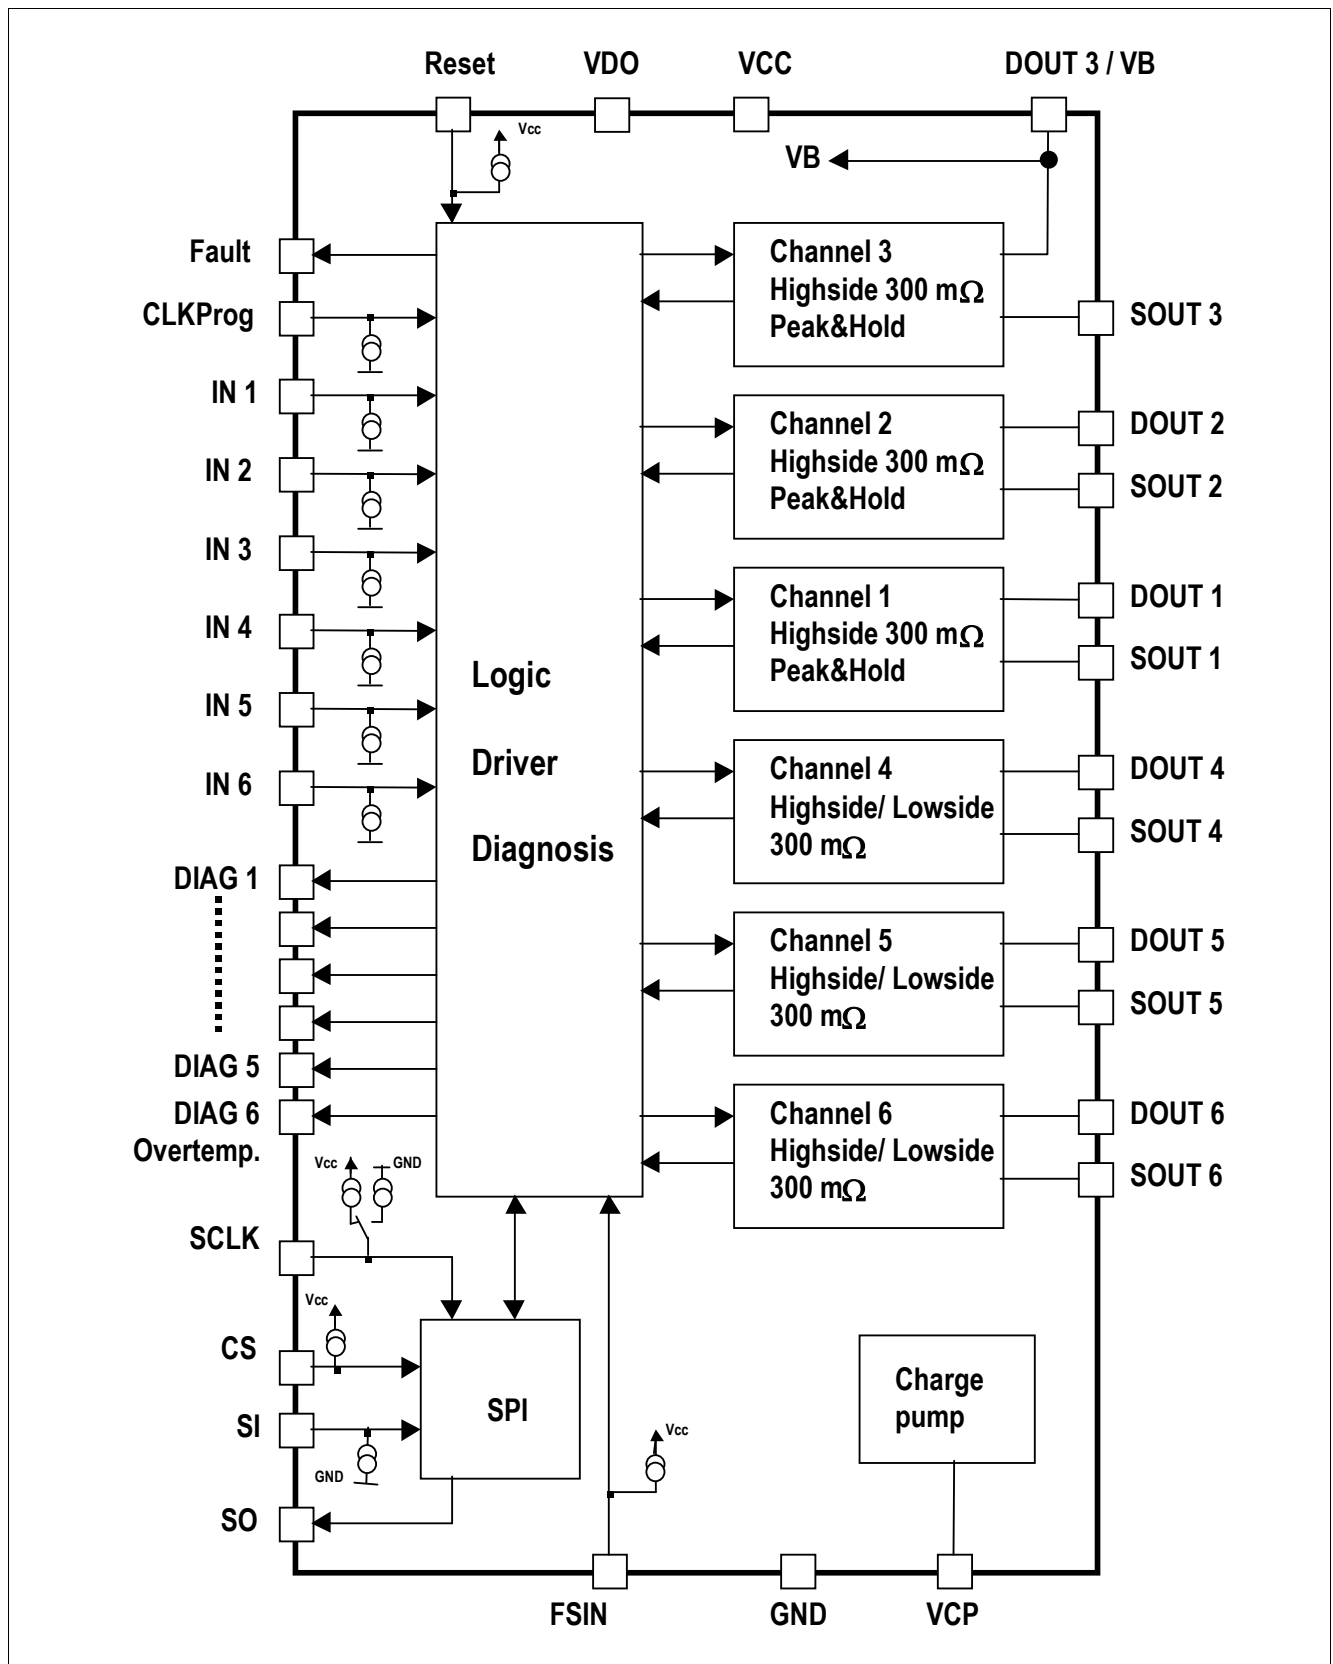 Reset
VDO
VCC
DOUT 3 / VB
Vcc
VB
Fault
CLKProg
IN 1
IN 2
IN 3
IN 4
IN 5
IN 6
DIAG 1
DIAG 5
DIAG 6
Overtemp.
Logic
Driver
Diagnosis
Channel 3
Highside 300 mΩ
Peak&Hold
SOUT 3
Channel 2
Highside 300 mΩ
Peak&Hold
DOUT 2
SOUT 2
Channel 1
Highside 300 mΩ
Peak&Hold
DOUT 1
SOUT 1
Channel 4
Highside/ Lowside
300 mΩ
DOUT 4
SOUT 4
Channel 5
Highside/ Lowside
300 mΩ
DOUT 5
SOUT 5
Channel 6
Highside/ Lowside
300 mΩ
DOUT 6
SOUT 6
Vcc
GND
SCLK
Vcc
CS
SI
GND
SO
SPI
Vcc
Charge
pump
FSIN
GND
VCP